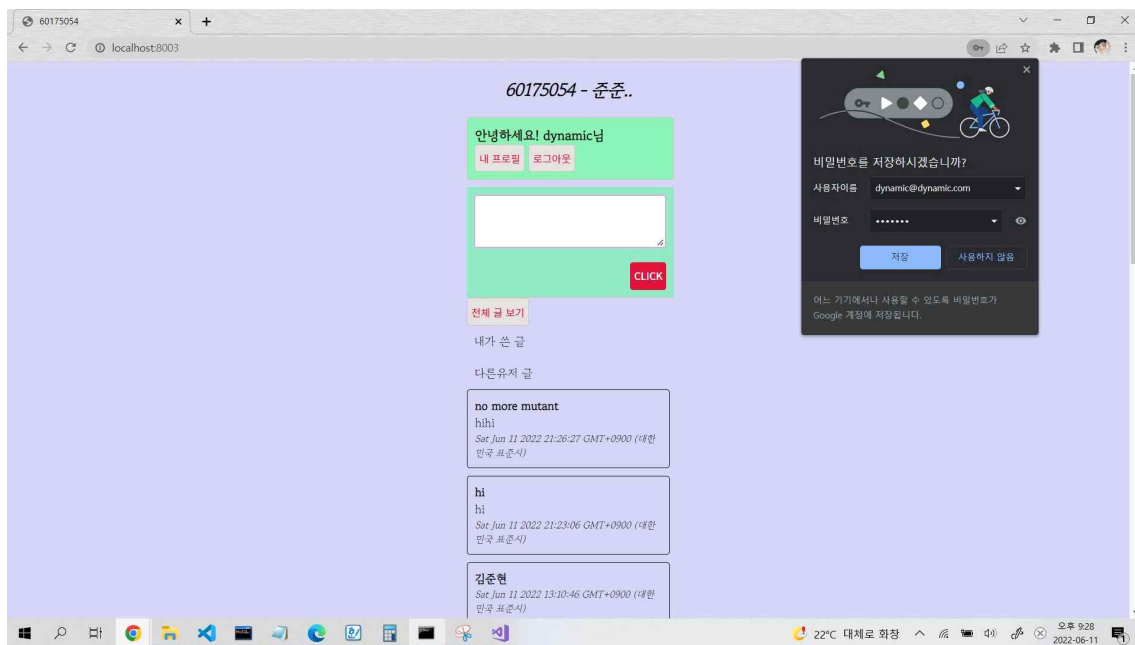 60175054
localhost:8003
60175054 - 준준..
안녕하세요! dynamic님
내 프로필 로그아웃
CLICK
전체 글 보기
내가 쓴 글
다른유저 글
no more mutant
hihi
Sat Jun 11 2022 21:26:27 GMT+0900 (대한
민국 표준시)
hi
hi
Sat Jun 11 2022 21:23:06 GMT+0900 (대한
민국 표준시)
김준현
Sat Jun 11 2022 13:10:46 GMT+0900 (대한
민국 표준시)
비밀번호를 저장하시겠습니까?
사용자이름 dynamic@dynamic.com
비밀번호 •••••••
저장 사용하지 않음
어느 기기에서나 사용할 수 있도록 비밀번호가
Google 계정에 저장됩니다.
22°C 대체로 화창
오후 9:28
2022-06-11
1